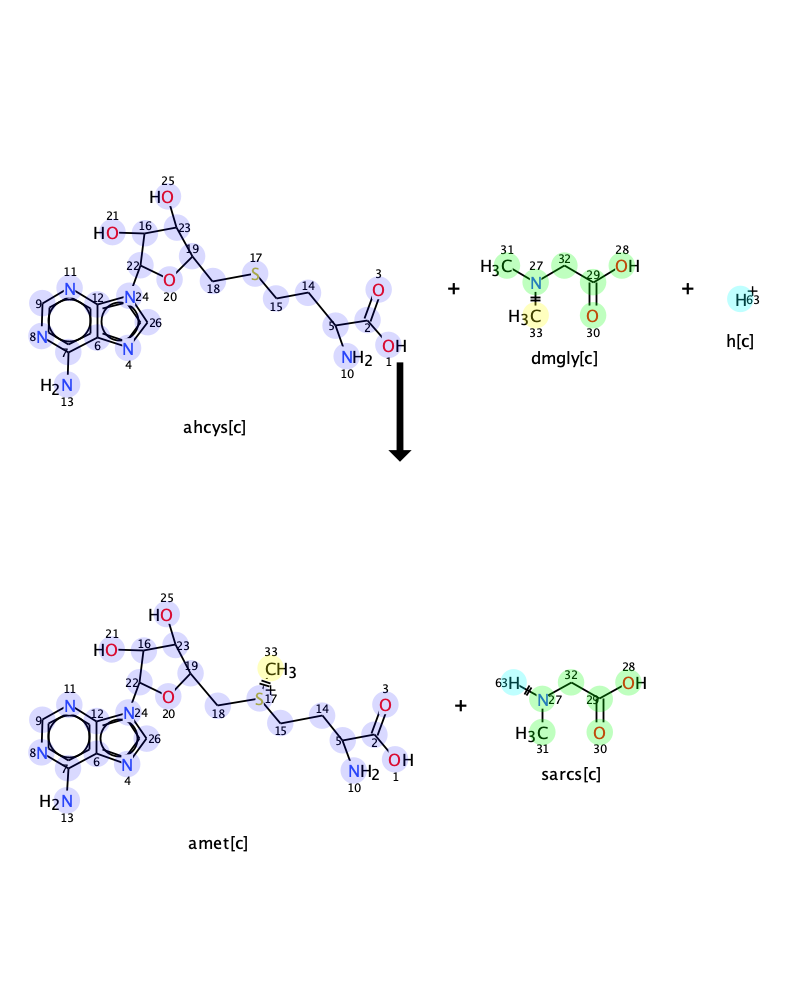 25
HO
21
HO
16
23
19
17
S
22
O
20
18
15
14
3
O
5
2
OH
1
NH2
10
11
N
9
12
N
24
8
N
7
6
N
4
26
H2N
13
ahcys[c]
+
31
H3C
27
N
32
28
OH
29
O
30
H3C
33
dmgly[c]
+
H+
63
h[c]
25
HO
21
HO
16
23
19
33
CH3
S+
17
22
O
20
18
15
14
3
O
5
2
OH
1
NH2
10
11
N
9
12
N
24
8
N
7
6
N
4
26
H2N
13
amet[c]
+
63
H
N
27
32
28
OH
29
O
30
H3C
31
sarcs[c]